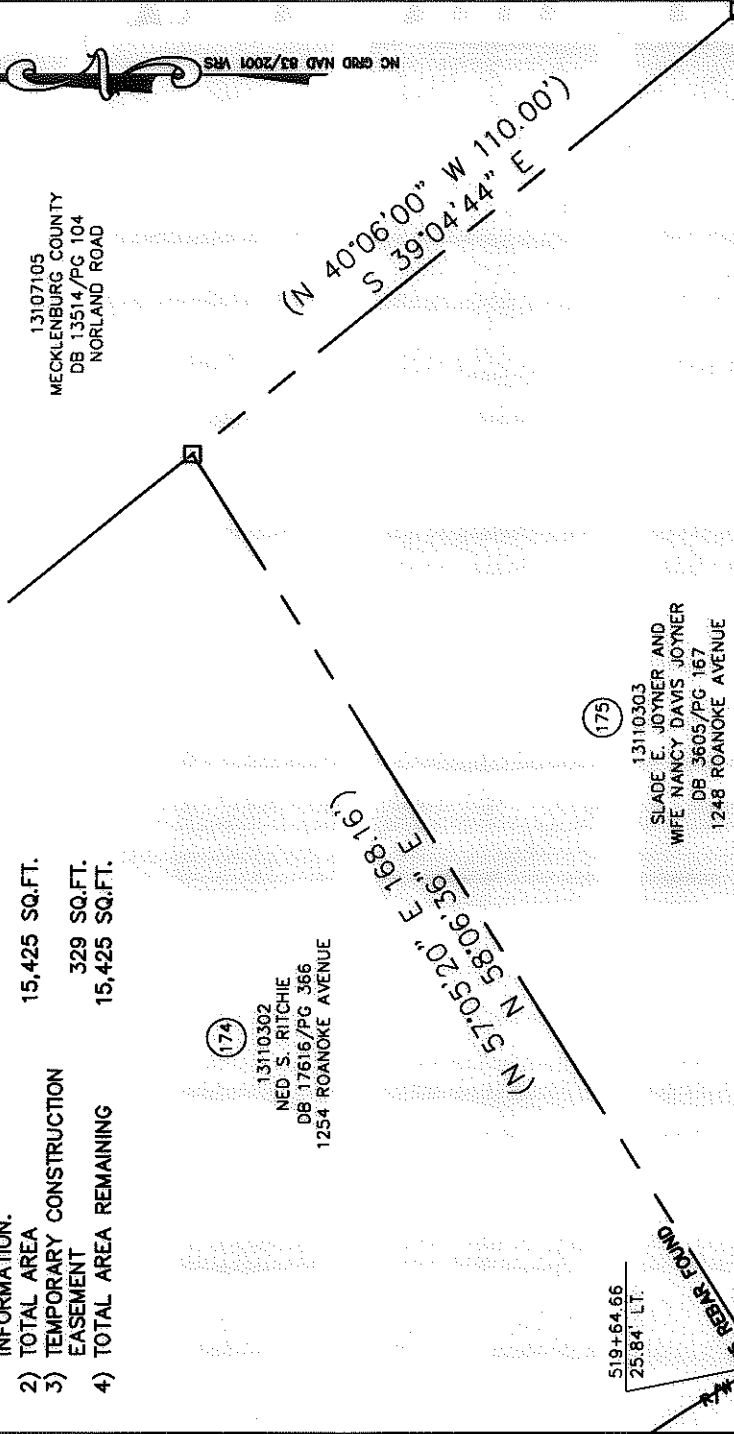 INFORMATION.
2) TOTAL AREA 15,425 SQ.FT.
3) TEMPORARY CONSTRUCTION
EASEMENT 329 SQ.FT.
4) TOTAL AREA REMAINING 15,425 SQ.FT.
NC GRID NAD 83/2001 VRS
13107105
MECKLENBURG COUNTY
DB 13514/PG 104
NORLAND ROAD
(N 40°06'00" W 110.00')
S 39°04'44" E
174
13110302
NED S. RITCHIE
DB 17616/PG 366
1254 ROANOKE AVENUE
(N 57°05'20" E 168.16')
N 58°06'36" E
175
13110303
SLADE E. JOYNER AND
WIFE NANCY DAVIS JOYNER
DB 3605/PG 167
1248 ROANOKE AVENUE
519+64.66
25.84' LT.
REBAR FOUND